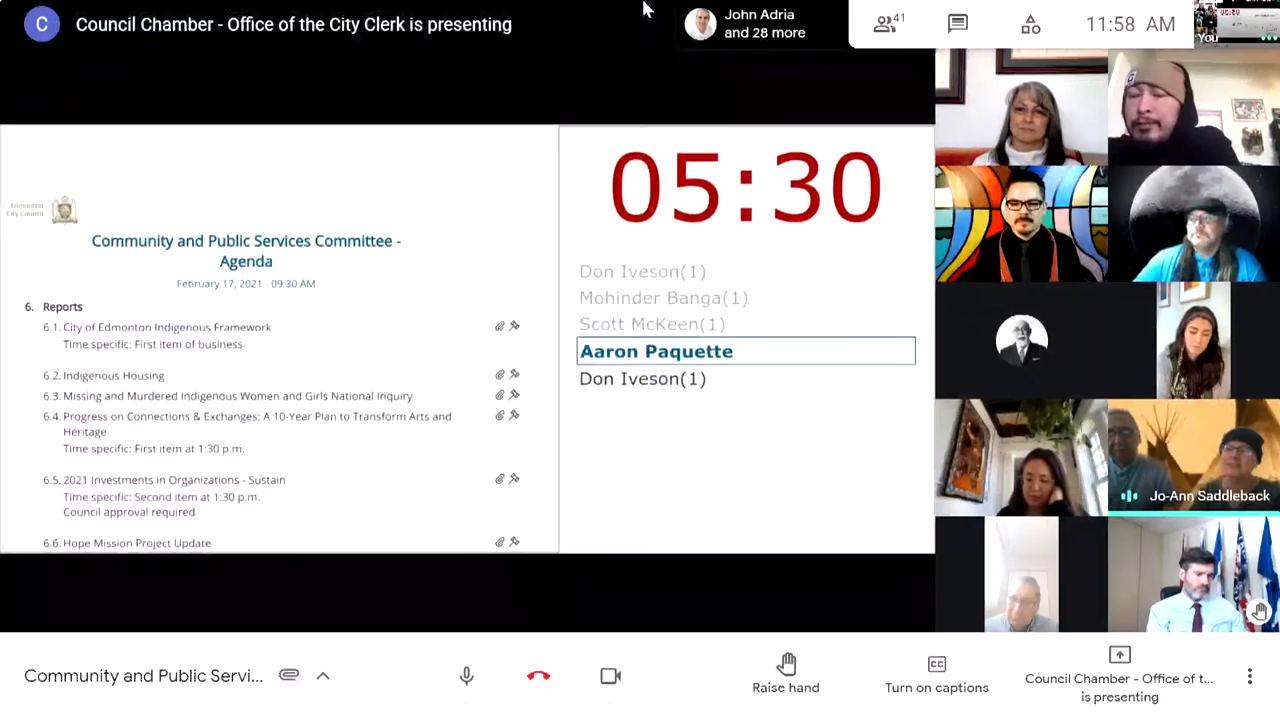 C
Council Chamber - Office of the City Clerk is presenting
John Adria
and 28 more
41
11:58 AM
You
Edmonton
City Council
Community and Public Services Committee -
Agenda
February 17, 2021 - 09:30 AM
6. Reports
6.1. City of Edmonton Indigenous Framework
Time specific: First item of business
6.2. Indigenous Housing
6.3. Missing and Murdered Indigenous Women and Girls National Inquiry
6.4. Progress on Connections & Exchanges: A 10-Year Plan to Transform Arts and
Heritage
Time specific: First item at 1:30 p.m.
6.5. 2021 Investments in Organizations - Sustain
Time specific: Second item at 1:30 p.m.
Council approval required
6.6. Hope Mission Project Update
05:30
Don Iveson(1)
Mohinder Banga(1)
Scott McKeen(1)
Aaron Paquette
Don Iveson(1)
Jo-Ann Saddleback
Community and Public Servi...
Raise hand
CC
Turn on captions
Council Chamber - Office of t...
is presenting